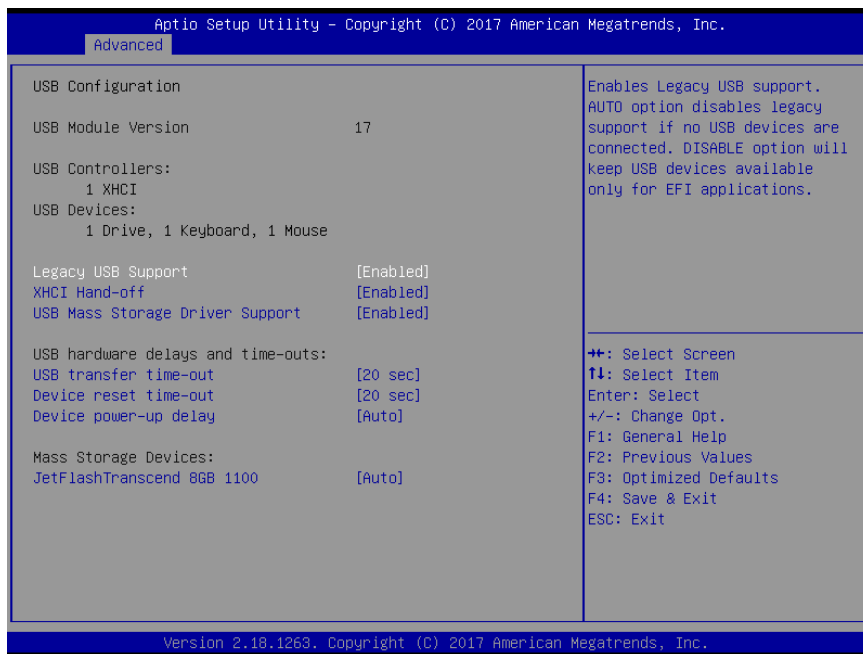 Aptio Setup Utility – Copyright (C) 2017 American Megatrends, Inc.
Advanced
USB Configuration
USB Module Version 17
USB Controllers:
1 XHCI
USB Devices:
1 Drive, 1 Keyboard, 1 Mouse
Legacy USB Support [Enabled]
XHCI Hand-off [Enabled]
USB Mass Storage Driver Support [Enabled]
USB hardware delays and time-outs:
USB transfer time-out [20 sec]
Device reset time-out [20 sec]
Device power-up delay [Auto]
Mass Storage Devices:
JetFlashTranscend 8GB 1100 [Auto]
Enables Legacy USB support.
AUTO option disables legacy
support if no USB devices are
connected. DISABLE option will
keep USB devices available
only for EFI applications.
→←: Select Screen
↑↓: Select Item
Enter: Select
+/-: Change Opt.
F1: General Help
F2: Previous Values
F3: Optimized Defaults
F4: Save & Exit
ESC: Exit
Version 2.18.1263. Copyright (C) 2017 American Megatrends, Inc.